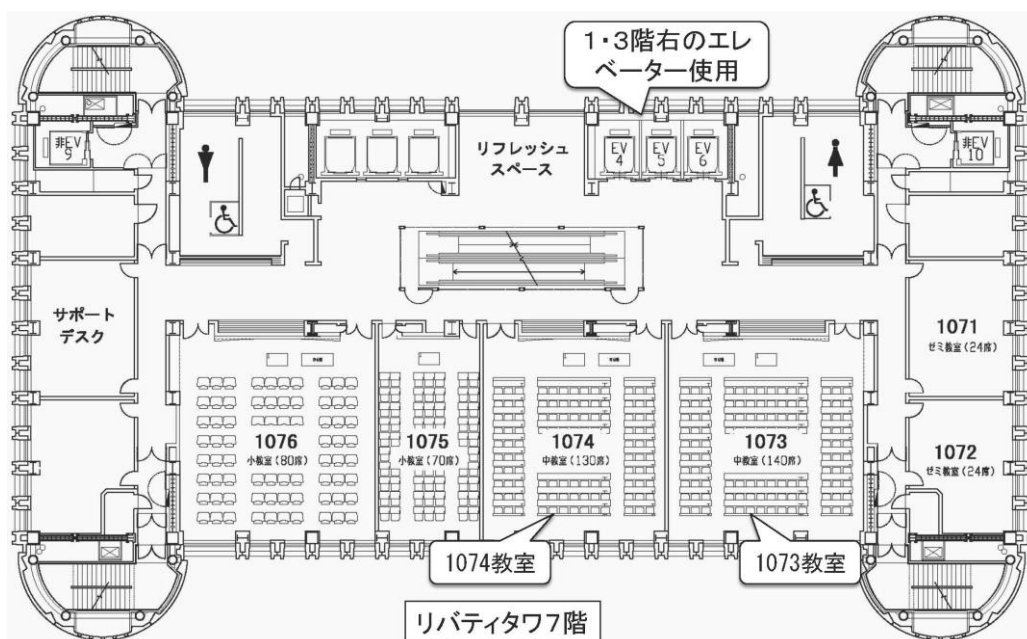 1・3階右のエレ
ベーター使用
非EV
9
リフレッシュ
スペース
EV
4
EV
5
EV
6
非EV
10
サポート
デスク
1076
小教室(80席)
1075
小教室(70席)
1074
中教室(130席)
1073
中教室(140席)
1071
ゼミ教室(24席)
1072
ゼミ教室(24席)
1074教室
1073教室
リバティタワ7階